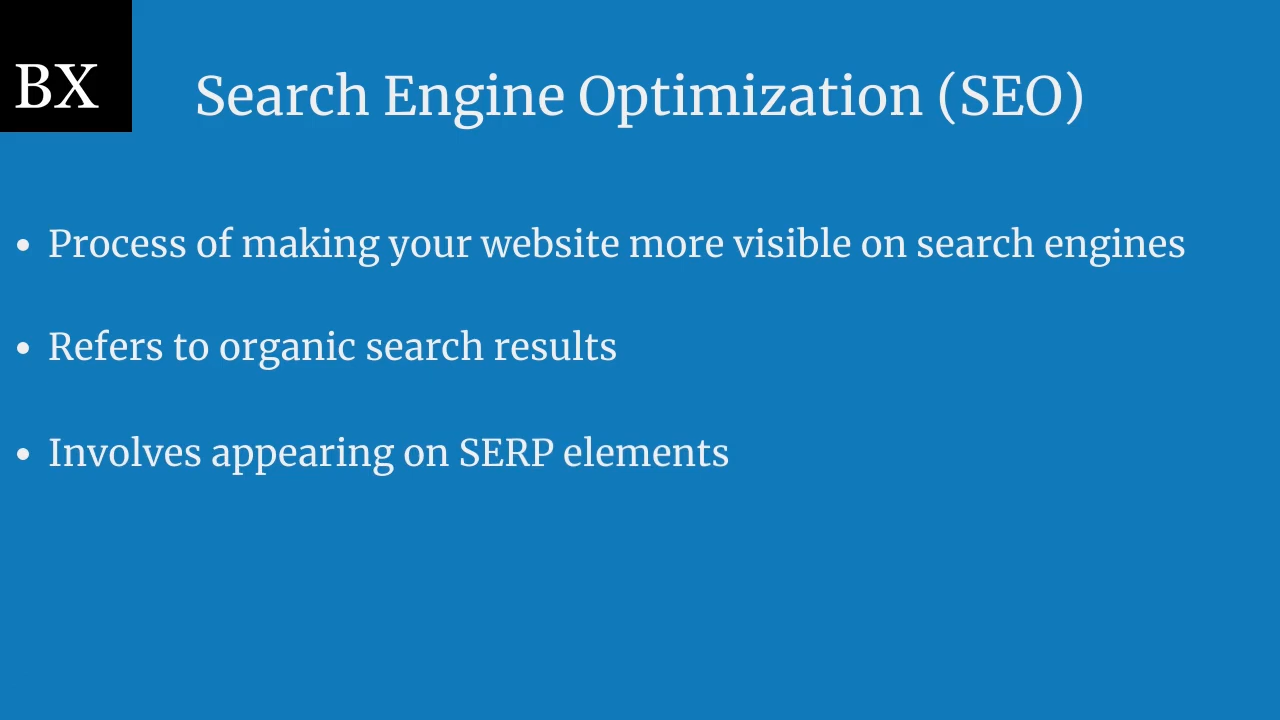 BX
Search Engine Optimization (SEO)
• Process of making your website more visible on search engines
• Refers to organic search results
• Involves appearing on SERP elements